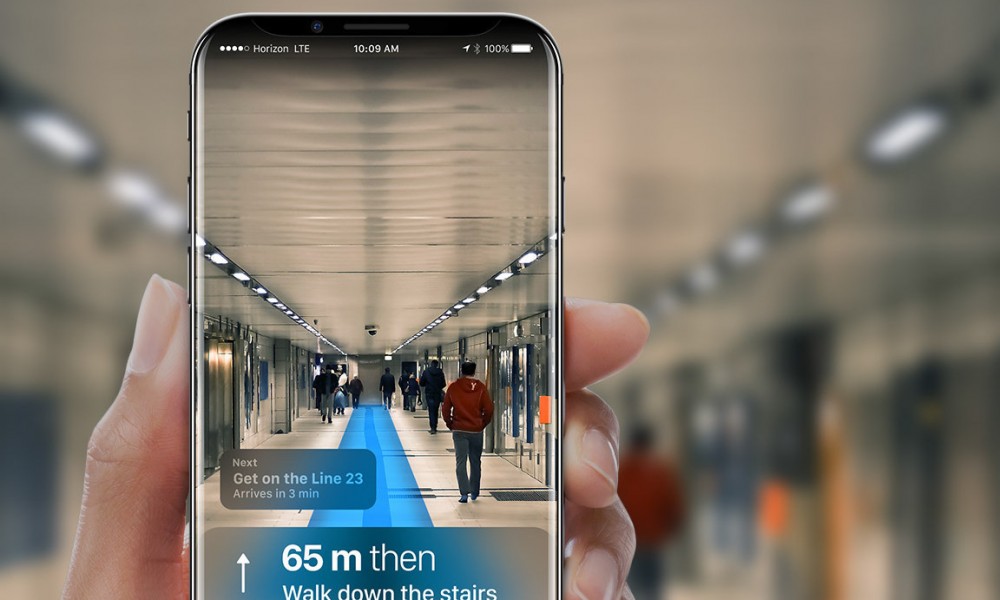 Horizon LTE 10:09 AM 100%
Next
Get on the Line 23
Arrives in 3 min
65 m then
Walk down the stairs